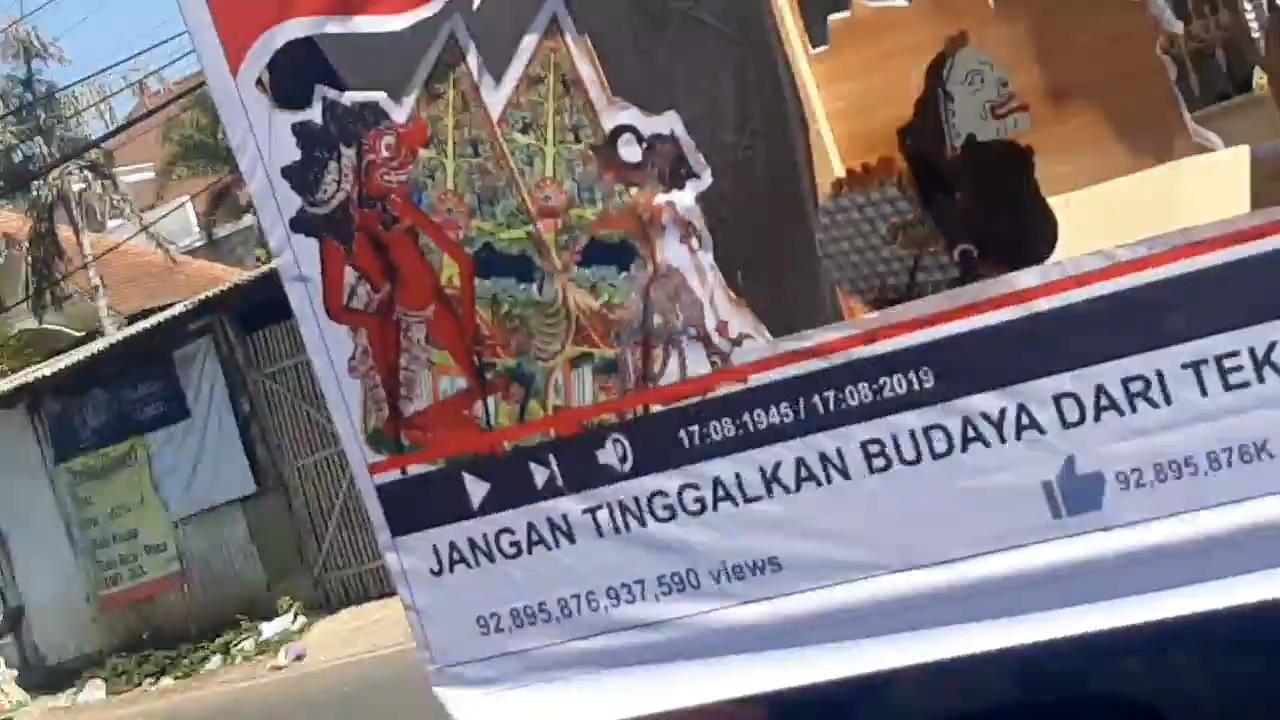 17:08:1945 / 17:08:2019
JANGAN TINGGALKAN BUDAYA DARI TEK
92,895,876K
92,895,876,937,590 views